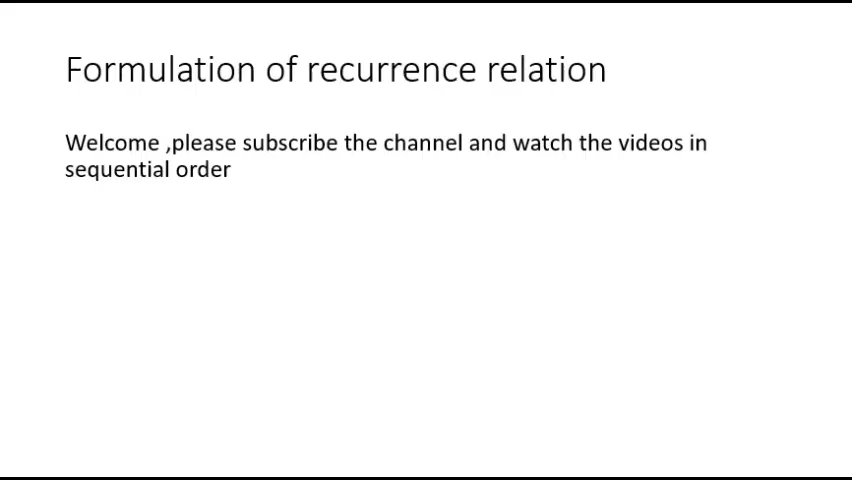 Formulation of recurrence relation
Welcome ,please subscribe the channel and watch the videos in
sequential order